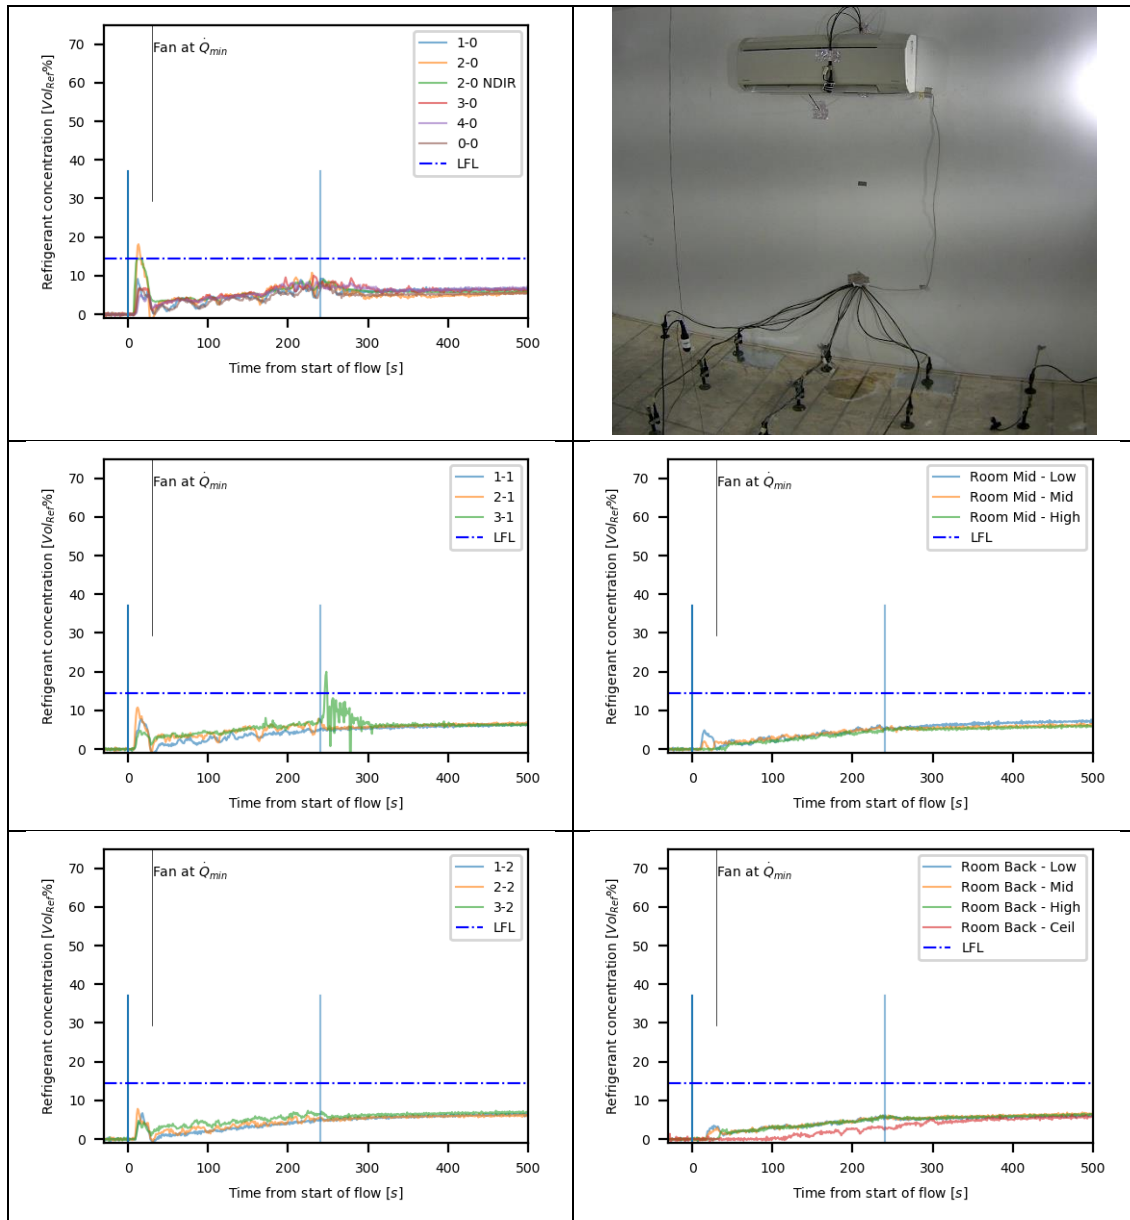 Refrigerant concentration [Vol_Ref%]
70
60
50
40
30
20
10
0
Fan at Q̇_min
1-0
2-0
2-0 NDIR
3-0
4-0
0-0
LFL
0 100 200 300 400 500
Time from start of flow [s]
Refrigerant concentration [Vol_Ref%]
70
60
50
40
30
20
10
0
Fan at Q̇_min
1-1
2-1
3-1
LFL
0 100 200 300 400 500
Time from start of flow [s]
Refrigerant concentration [Vol_Ref%]
70
60
50
40
30
20
10
0
Fan at Q̇_min
Room Mid - Low
Room Mid - Mid
Room Mid - High
LFL
0 100 200 300 400 500
Time from start of flow [s]
Refrigerant concentration [Vol_Ref%]
70
60
50
40
30
20
10
0
Fan at Q̇_min
1-2
2-2
3-2
LFL
0 100 200 300 400 500
Time from start of flow [s]
Refrigerant concentration [Vol_Ref%]
70
60
50
40
30
20
10
0
Fan at Q̇_min
Room Back - Low
Room Back - Mid
Room Back - High
Room Back - Ceil
LFL
0 100 200 300 400 500
Time from start of flow [s]